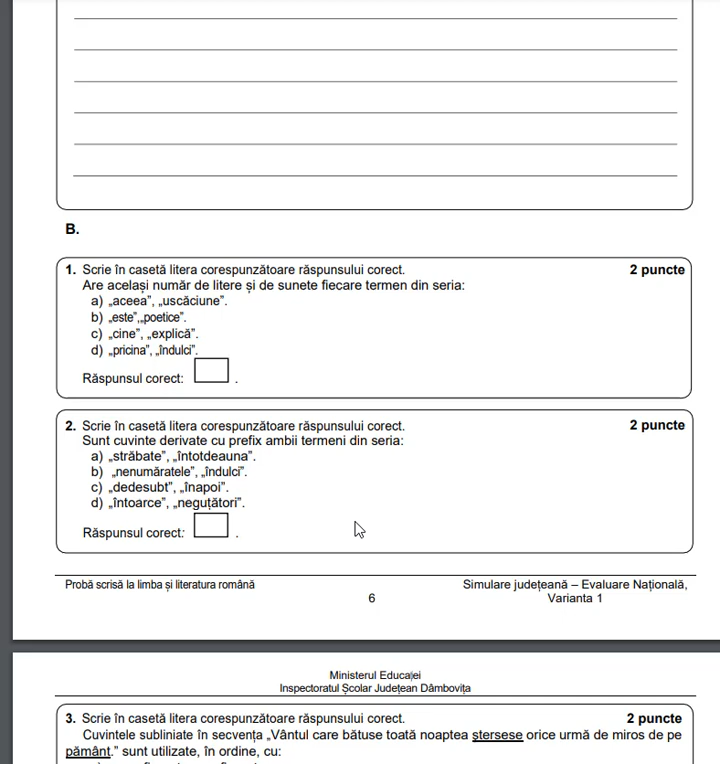 B.
1. Scrie în casetă litera corespunzătoare răspunsului corect. 2 puncte
Are același număr de litere și de sunete fiecare termen din seria:
a) „aceea”, „uscăciune”.
b) „este”,„poetice”.
c) „cine”, „explică”.
d) „pricina”, „îndulci”.
Răspunsul corect: .
2. Scrie în casetă litera corespunzătoare răspunsului corect. 2 puncte
Sunt cuvinte derivate cu prefix ambii termeni din seria:
a) „străbate”, „întotdeauna”.
b) „nenumăratele”, „îndulci”.
c) „dedesubt”, „înapoi”.
d) „întoarce”, „neguțători”.
Răspunsul corect: .
Probă scrisă la limba și literatura română Simulare județeană – Evaluare Națională,
6 Varianta 1
Ministerul Educației
Inspectoratul Școlar Județean Dâmbovița
3. Scrie în casetă litera corespunzătoare răspunsului corect. 2 puncte
Cuvintele subliniate în secvența „Vântul care bătuse toată noaptea ștersese orice urmă de miros de pe
pământ.” sunt utilizate, în ordine, cu: